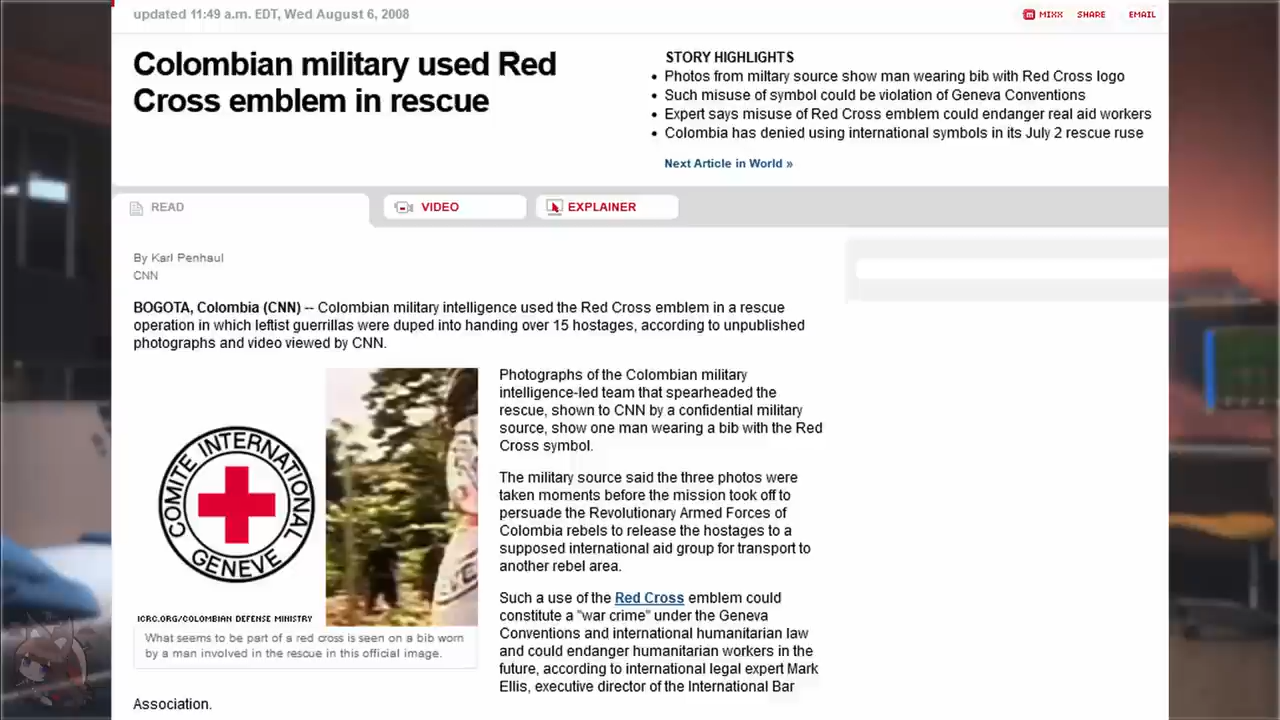 updated 11:49 a.m. EDT, Wed August 6, 2008
MIXX SHARE EMAIL
Colombian military used Red
Cross emblem in rescue
STORY HIGHLIGHTS
• Photos from miltary source show man wearing bib with Red Cross logo
• Such misuse of symbol could be violation of Geneva Conventions
• Expert says misuse of Red Cross emblem could endanger real aid workers
• Colombia has denied using international symbols in its July 2 rescue ruse
Next Article in World »
READ
VIDEO
EXPLAINER
By Karl Penhaul
CNN
BOGOTA, Colombia (CNN) -- Colombian military intelligence used the Red Cross emblem in a rescue
operation in which leftist guerrillas were duped into handing over 15 hostages, according to unpublished
photographs and video viewed by CNN.
COMITE INTERNATIONAL
GENEVE
ICRC.ORG/COLOMBIAN DEFENSE MINISTRY
What seems to be part of a red cross is seen on a bib worn
by a man involved in the rescue in this official image.
Photographs of the Colombian military
intelligence-led team that spearheaded the
rescue, shown to CNN by a confidential military
source, show one man wearing a bib with the Red
Cross symbol.
The military source said the three photos were
taken moments before the mission took off to
persuade the Revolutionary Armed Forces of
Colombia rebels to release the hostages to a
supposed international aid group for transport to
another rebel area.
Such a use of the Red Cross emblem could
constitute a "war crime" under the Geneva
Conventions and international humanitarian law
and could endanger humanitarian workers in the
future, according to international legal expert Mark
Ellis, executive director of the International Bar
Association.